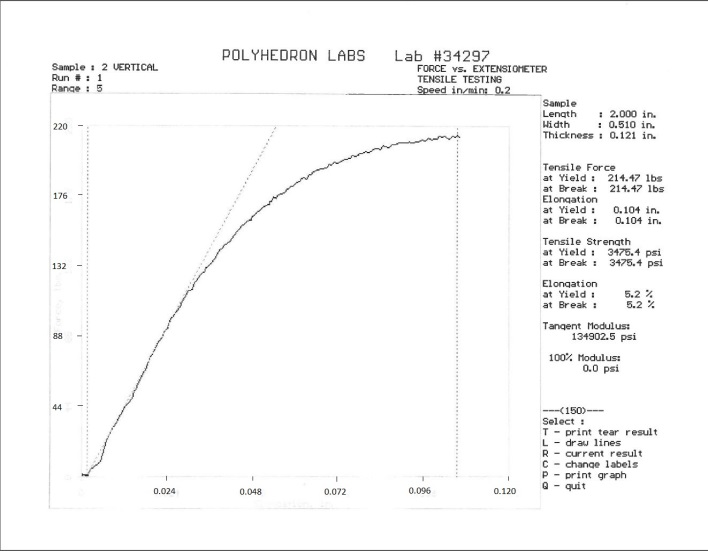 POLYHEDRON LABS Lab #34297
Sample : 2 VERTICAL
Run # : 1
Range : 5
FORCE vs. EXTENSIOMETER
TENSILE TESTING
Speed in/min: 0.2
220
176
132
88
44
0.024 0.048 0.072 0.096 0.120
Sample
Length : 2.000 in.
Width : 0.510 in.
Thickness : 0.121 in.
Tensile Force
at Yield : 214.47 lbs
at Break : 214.47 lbs
Elongation
at Yield : 0.104 in.
at Break : 0.104 in.
Tensile Strength
at Yield : 3475.4 psi
at Break : 3475.4 psi
Elongation
at Yield : 5.2 %
at Break : 5.2 %
Tangent Modulus:
134902.5 psi
100% Modulus:
0.0 psi
---(150)---
Select :
T - print tear result
L - draw lines
R - current result
C - change labels
P - print graph
Q - quit